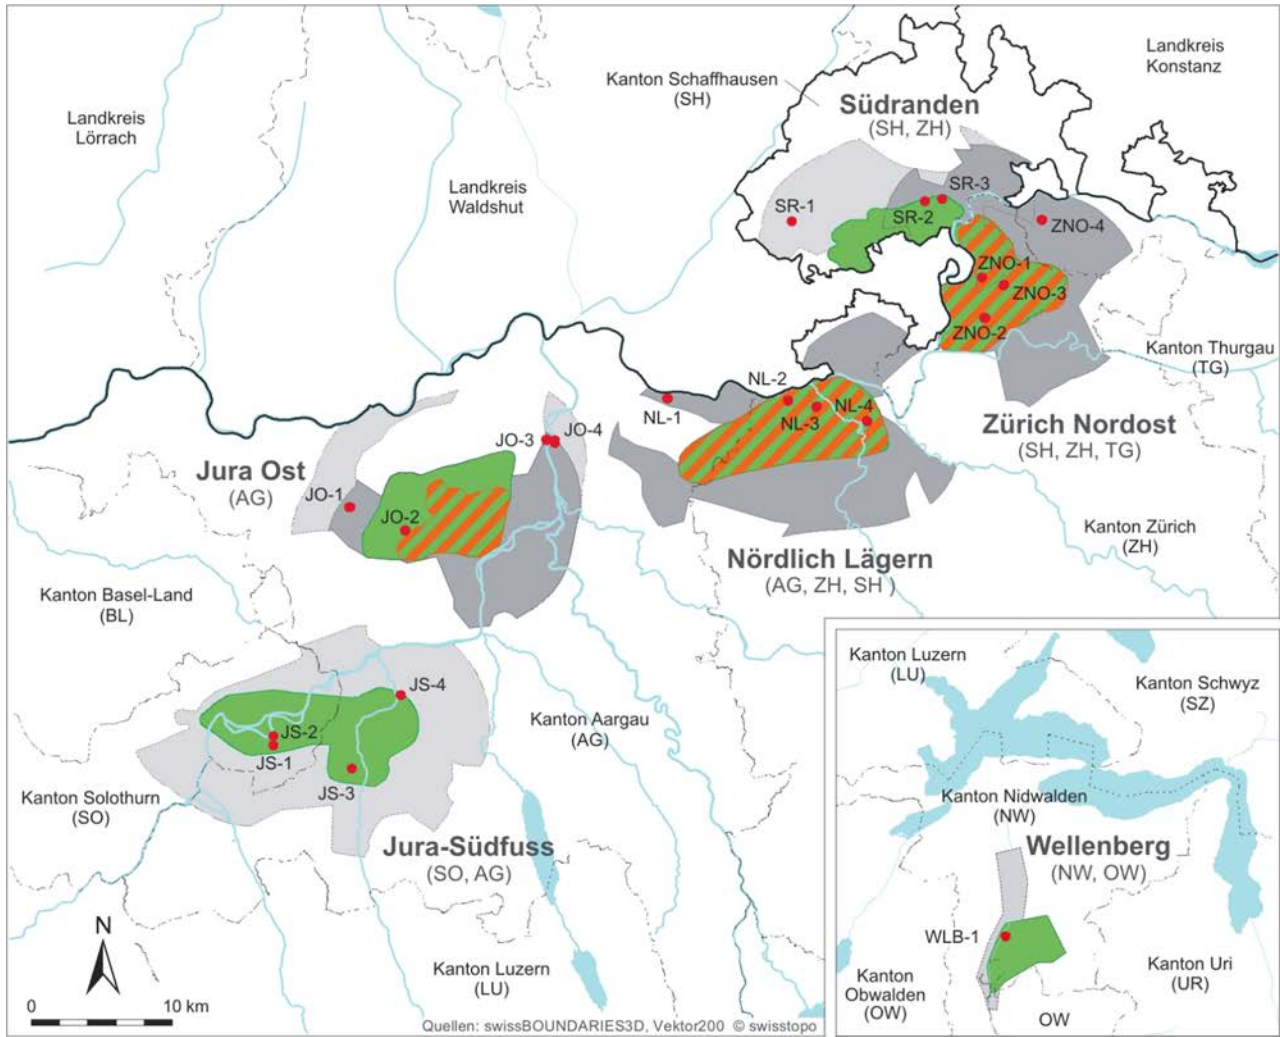 Landkreis
Konstanz
Kanton Schaffhausen
(SH)
Südranden
(SH, ZH)
Landkreis
Lörrach
Landkreis
Waldshut
SR-1
SR-2
SR-3
ZNO-4
ZNO-1
ZNO-3
ZNO-2
Kanton Thurgau
(TG)
NL-2
NL-1
NL-3
NL-4
Zürich Nordost
(SH, ZH, TG)
JO-3
JO-4
Jura Ost
(AG)
JO-1
JO-2
Kanton Zürich
(ZH)
Nördlich Lägern
(AG, ZH, SH )
Kanton Basel-Land
(BL)
JS-4
JS-2
JS-1
JS-3
Kanton Aargau
(AG)
Kanton Solothurn
(SO)
Jura-Südfuss
(SO, AG)
Kanton Luzern
(LU)
N
0 10 km
Quellen: swissBOUNDARIES3D, Vektor200 © swisstopo
Kanton Luzern
(LU)
Kanton Schwyz
(SZ)
Kanton Nidwalden
(NW)
Wellenberg
(NW, OW)
WLB-1
Kanton
Obwalden
(OW)
Kanton Uri
(UR)
OW